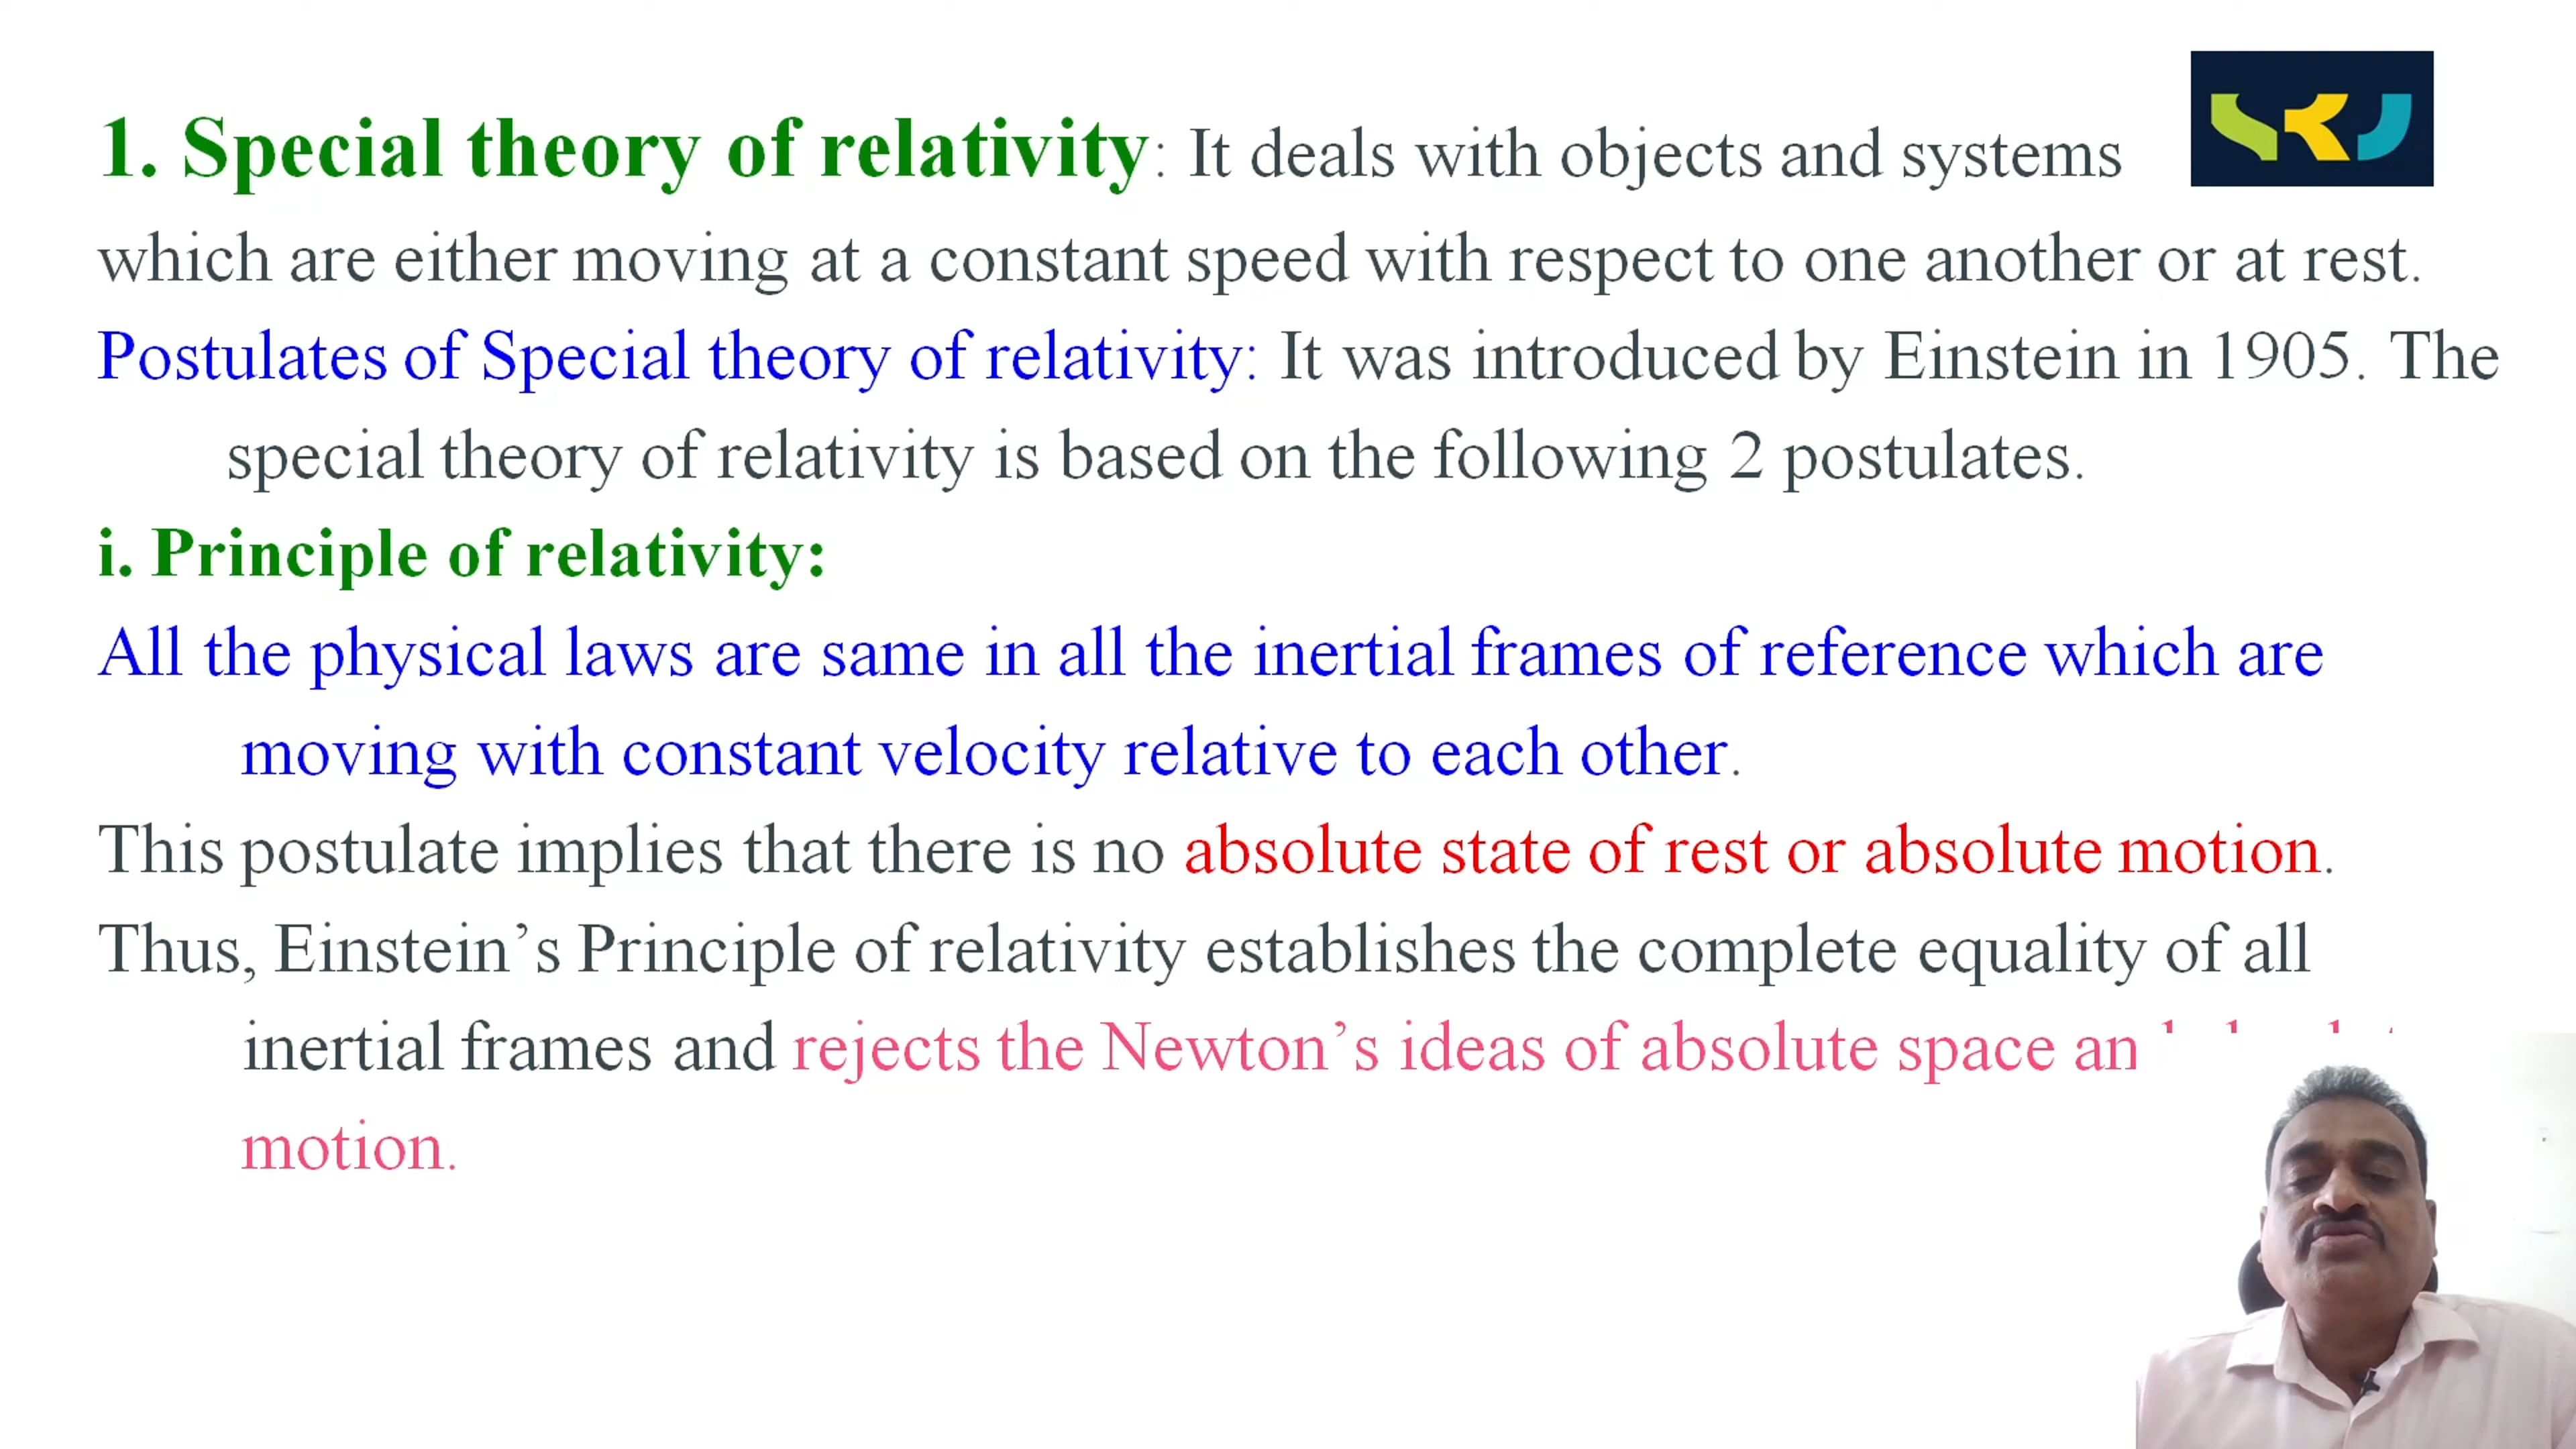 SRJ
1. Special theory of relativity: It deals with objects and systems
which are either moving at a constant speed with respect to one another or at rest.
Postulates of Special theory of relativity: It was introduced by Einstein in 1905. The
special theory of relativity is based on the following 2 postulates.
i. Principle of relativity:
All the physical laws are same in all the inertial frames of reference which are
moving with constant velocity relative to each other.
This postulate implies that there is no absolute state of rest or absolute motion.
Thus, Einstein’s Principle of relativity establishes the complete equality of all
inertial frames and rejects the Newton’s ideas of absolute space an
motion.